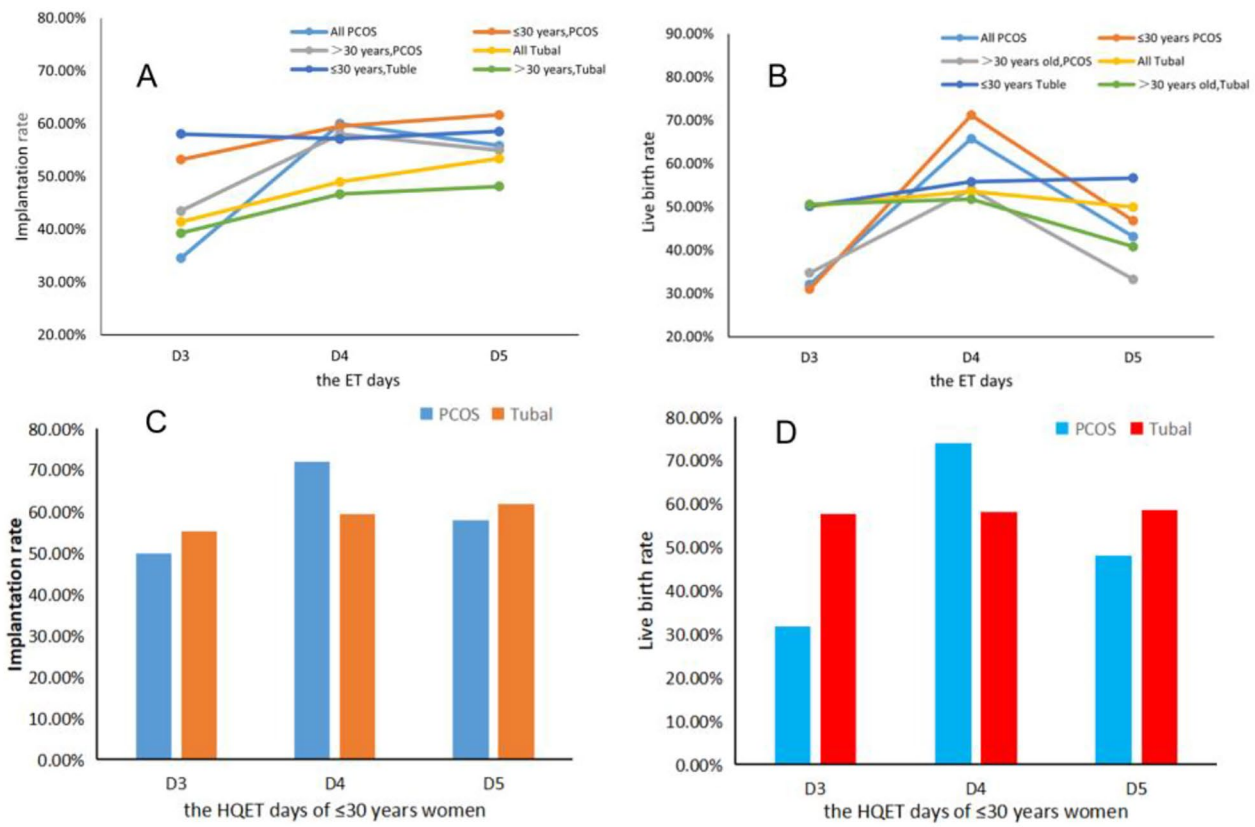 A
All PCOS
≤30 years,PCOS
>30 years,PCOS
All Tubal
≤30 years,Tuble
>30 years,Tubal
80.00%
70.00%
60.00%
50.00%
40.00%
30.00%
20.00%
Implantation rate
D3 D4 D5
the ET days
B
All PCOS
≤30 years PCOS
>30 years old,PCOS
All Tubal
≤30 years Tuble
>30 years old,Tubal
90.00%
80.00%
70.00%
60.00%
50.00%
40.00%
30.00%
20.00%
Live birth rate
D3 D4 D5
the ET days
C
PCOS Tubal
80.00%
70.00%
60.00%
50.00%
40.00%
30.00%
20.00%
10.00%
0.00%
Implantation rate
D3 D4 D5
the HQET days of ≤30 years women
D
PCOS Tubal
80.00%
70.00%
60.00%
50.00%
40.00%
30.00%
20.00%
10.00%
0.00%
Live birth rate
D3 D4 D5
the HQET days of ≤30 years women